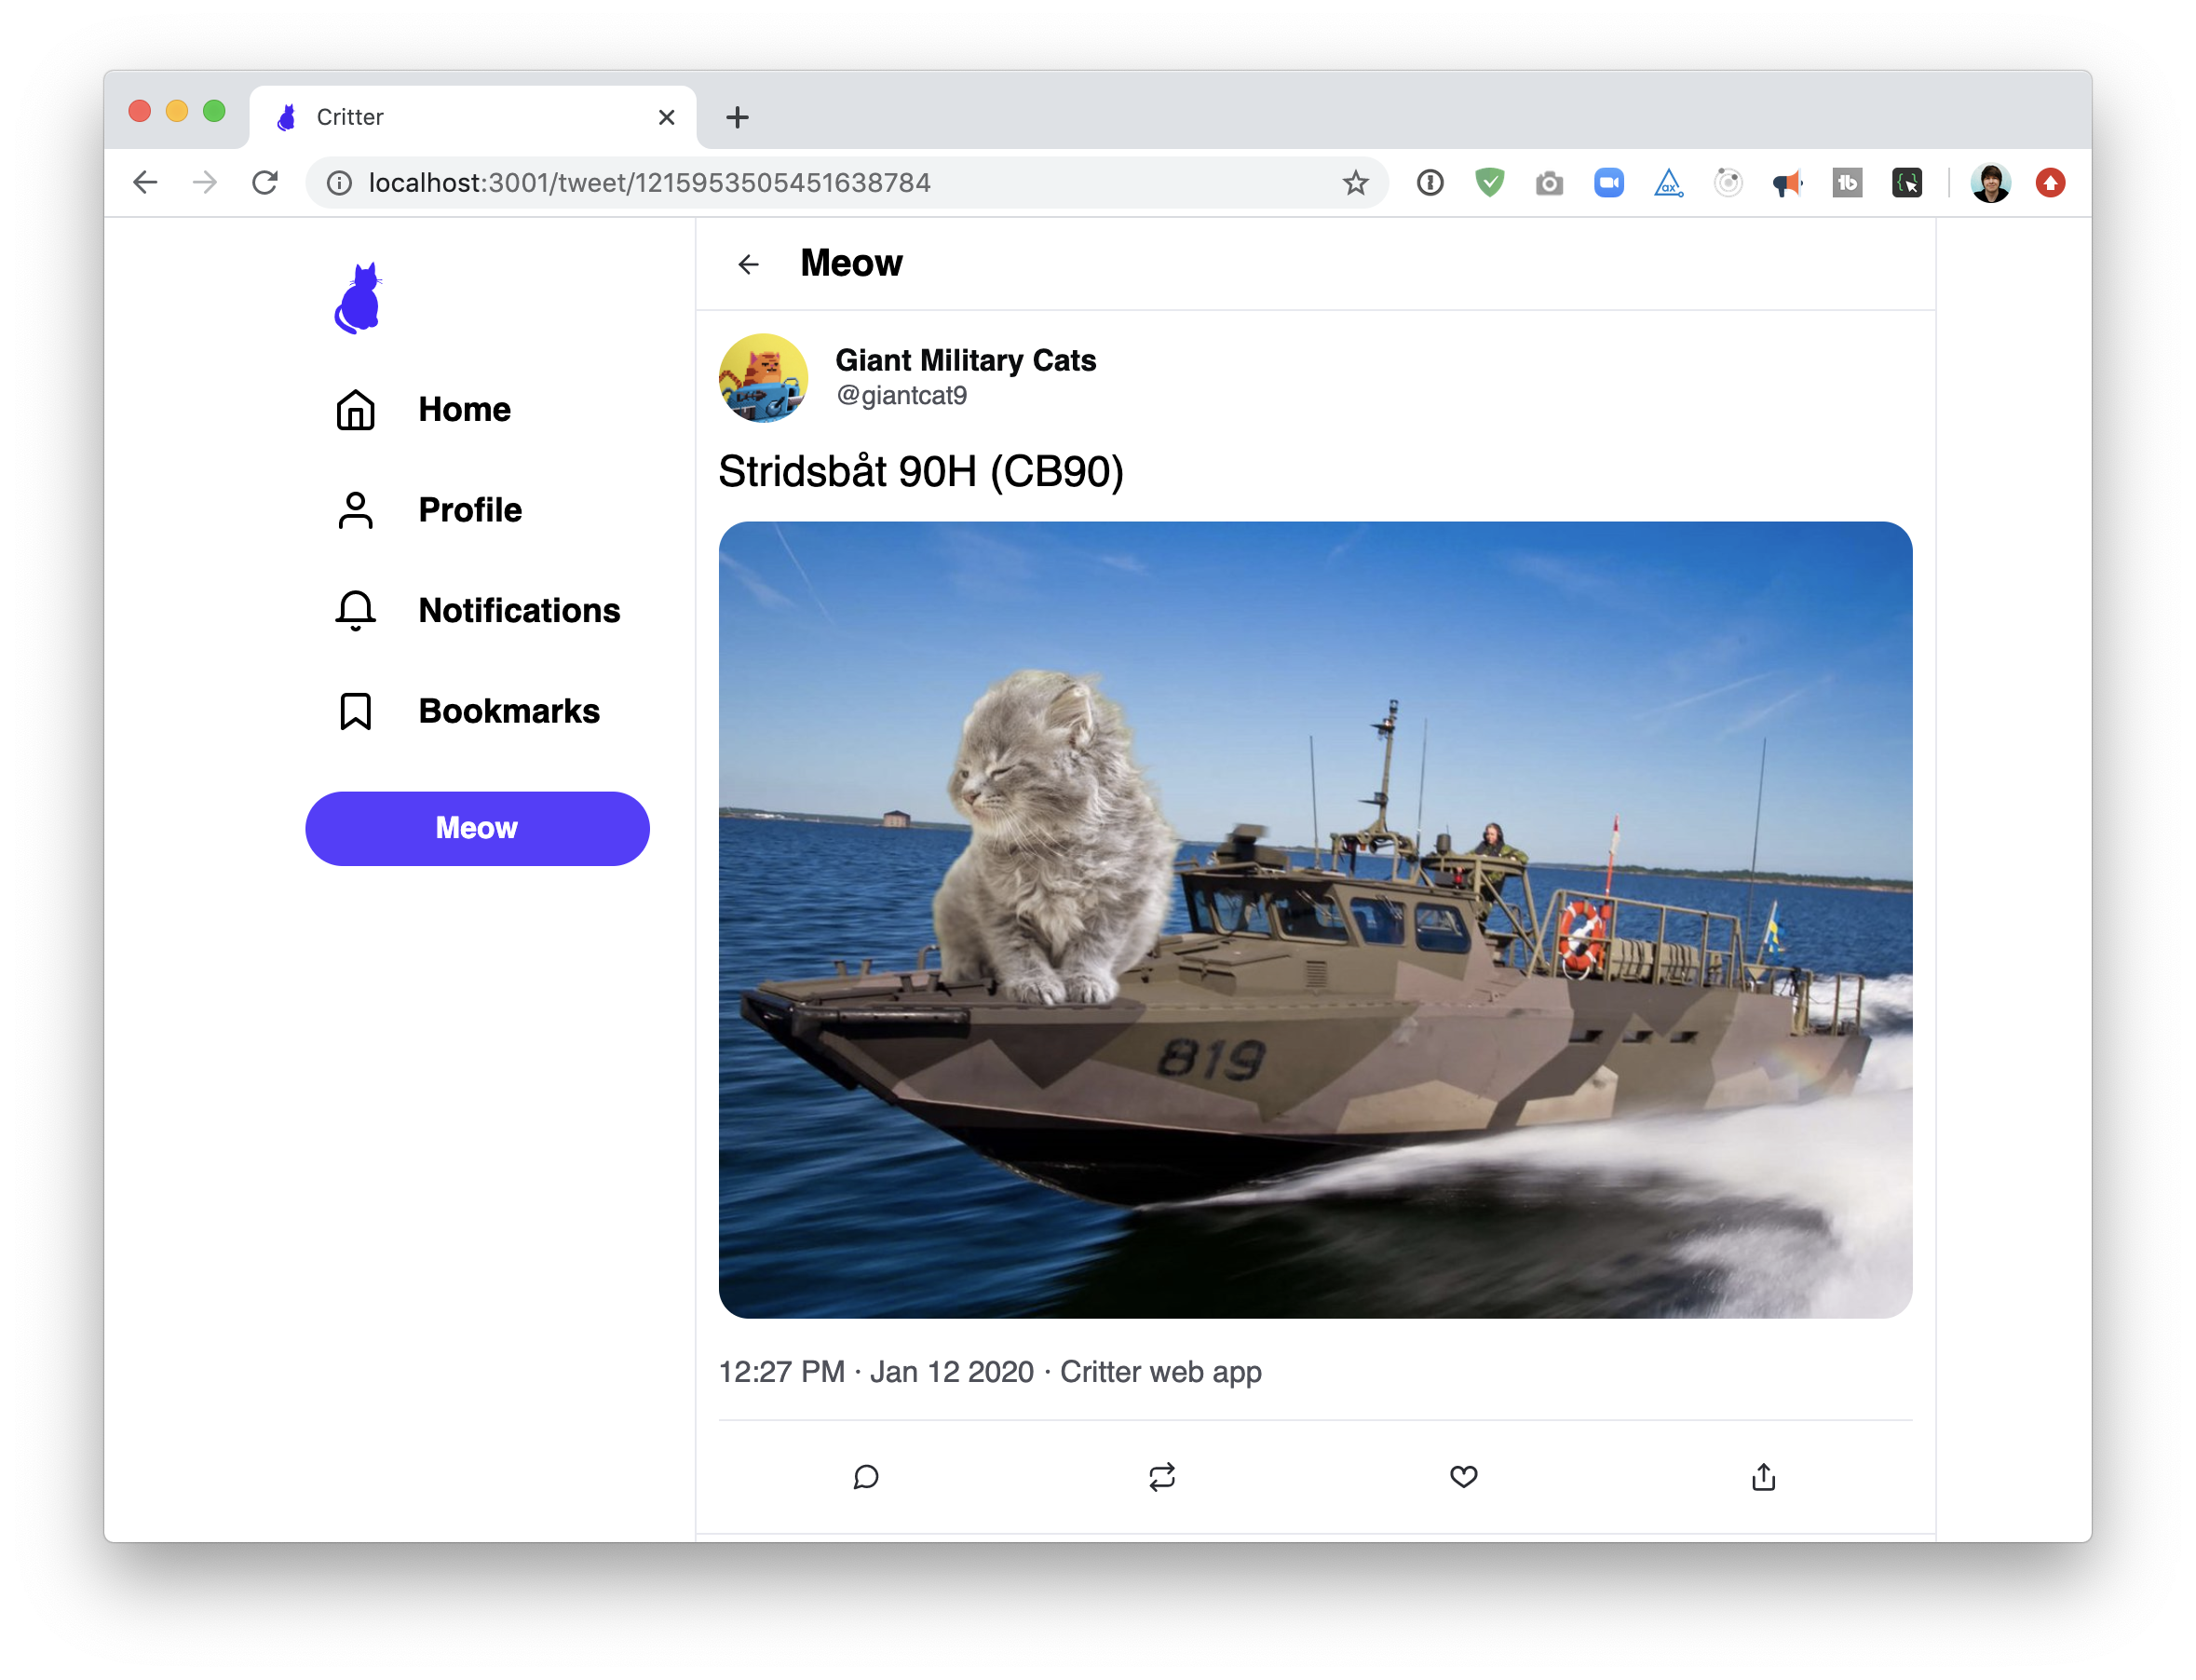 Critter
localhost:3001/tweet/1215953505451638784
Meow
Giant Military Cats
@giantcat9
Home
Profile
Notifications
Bookmarks
Meow
Stridsbåt 90H (CB90)
819
12:27 PM · Jan 12 2020 · Critter web app